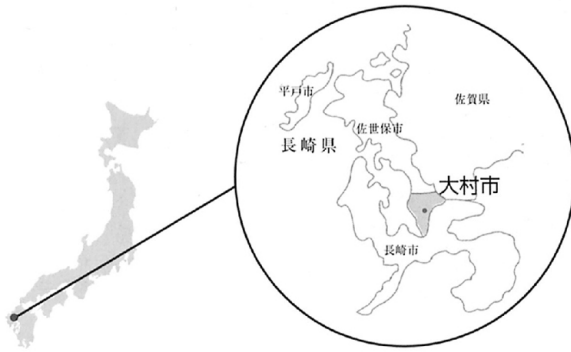 平戸市
佐賀県
佐世保市
長崎県
大村市
長崎市